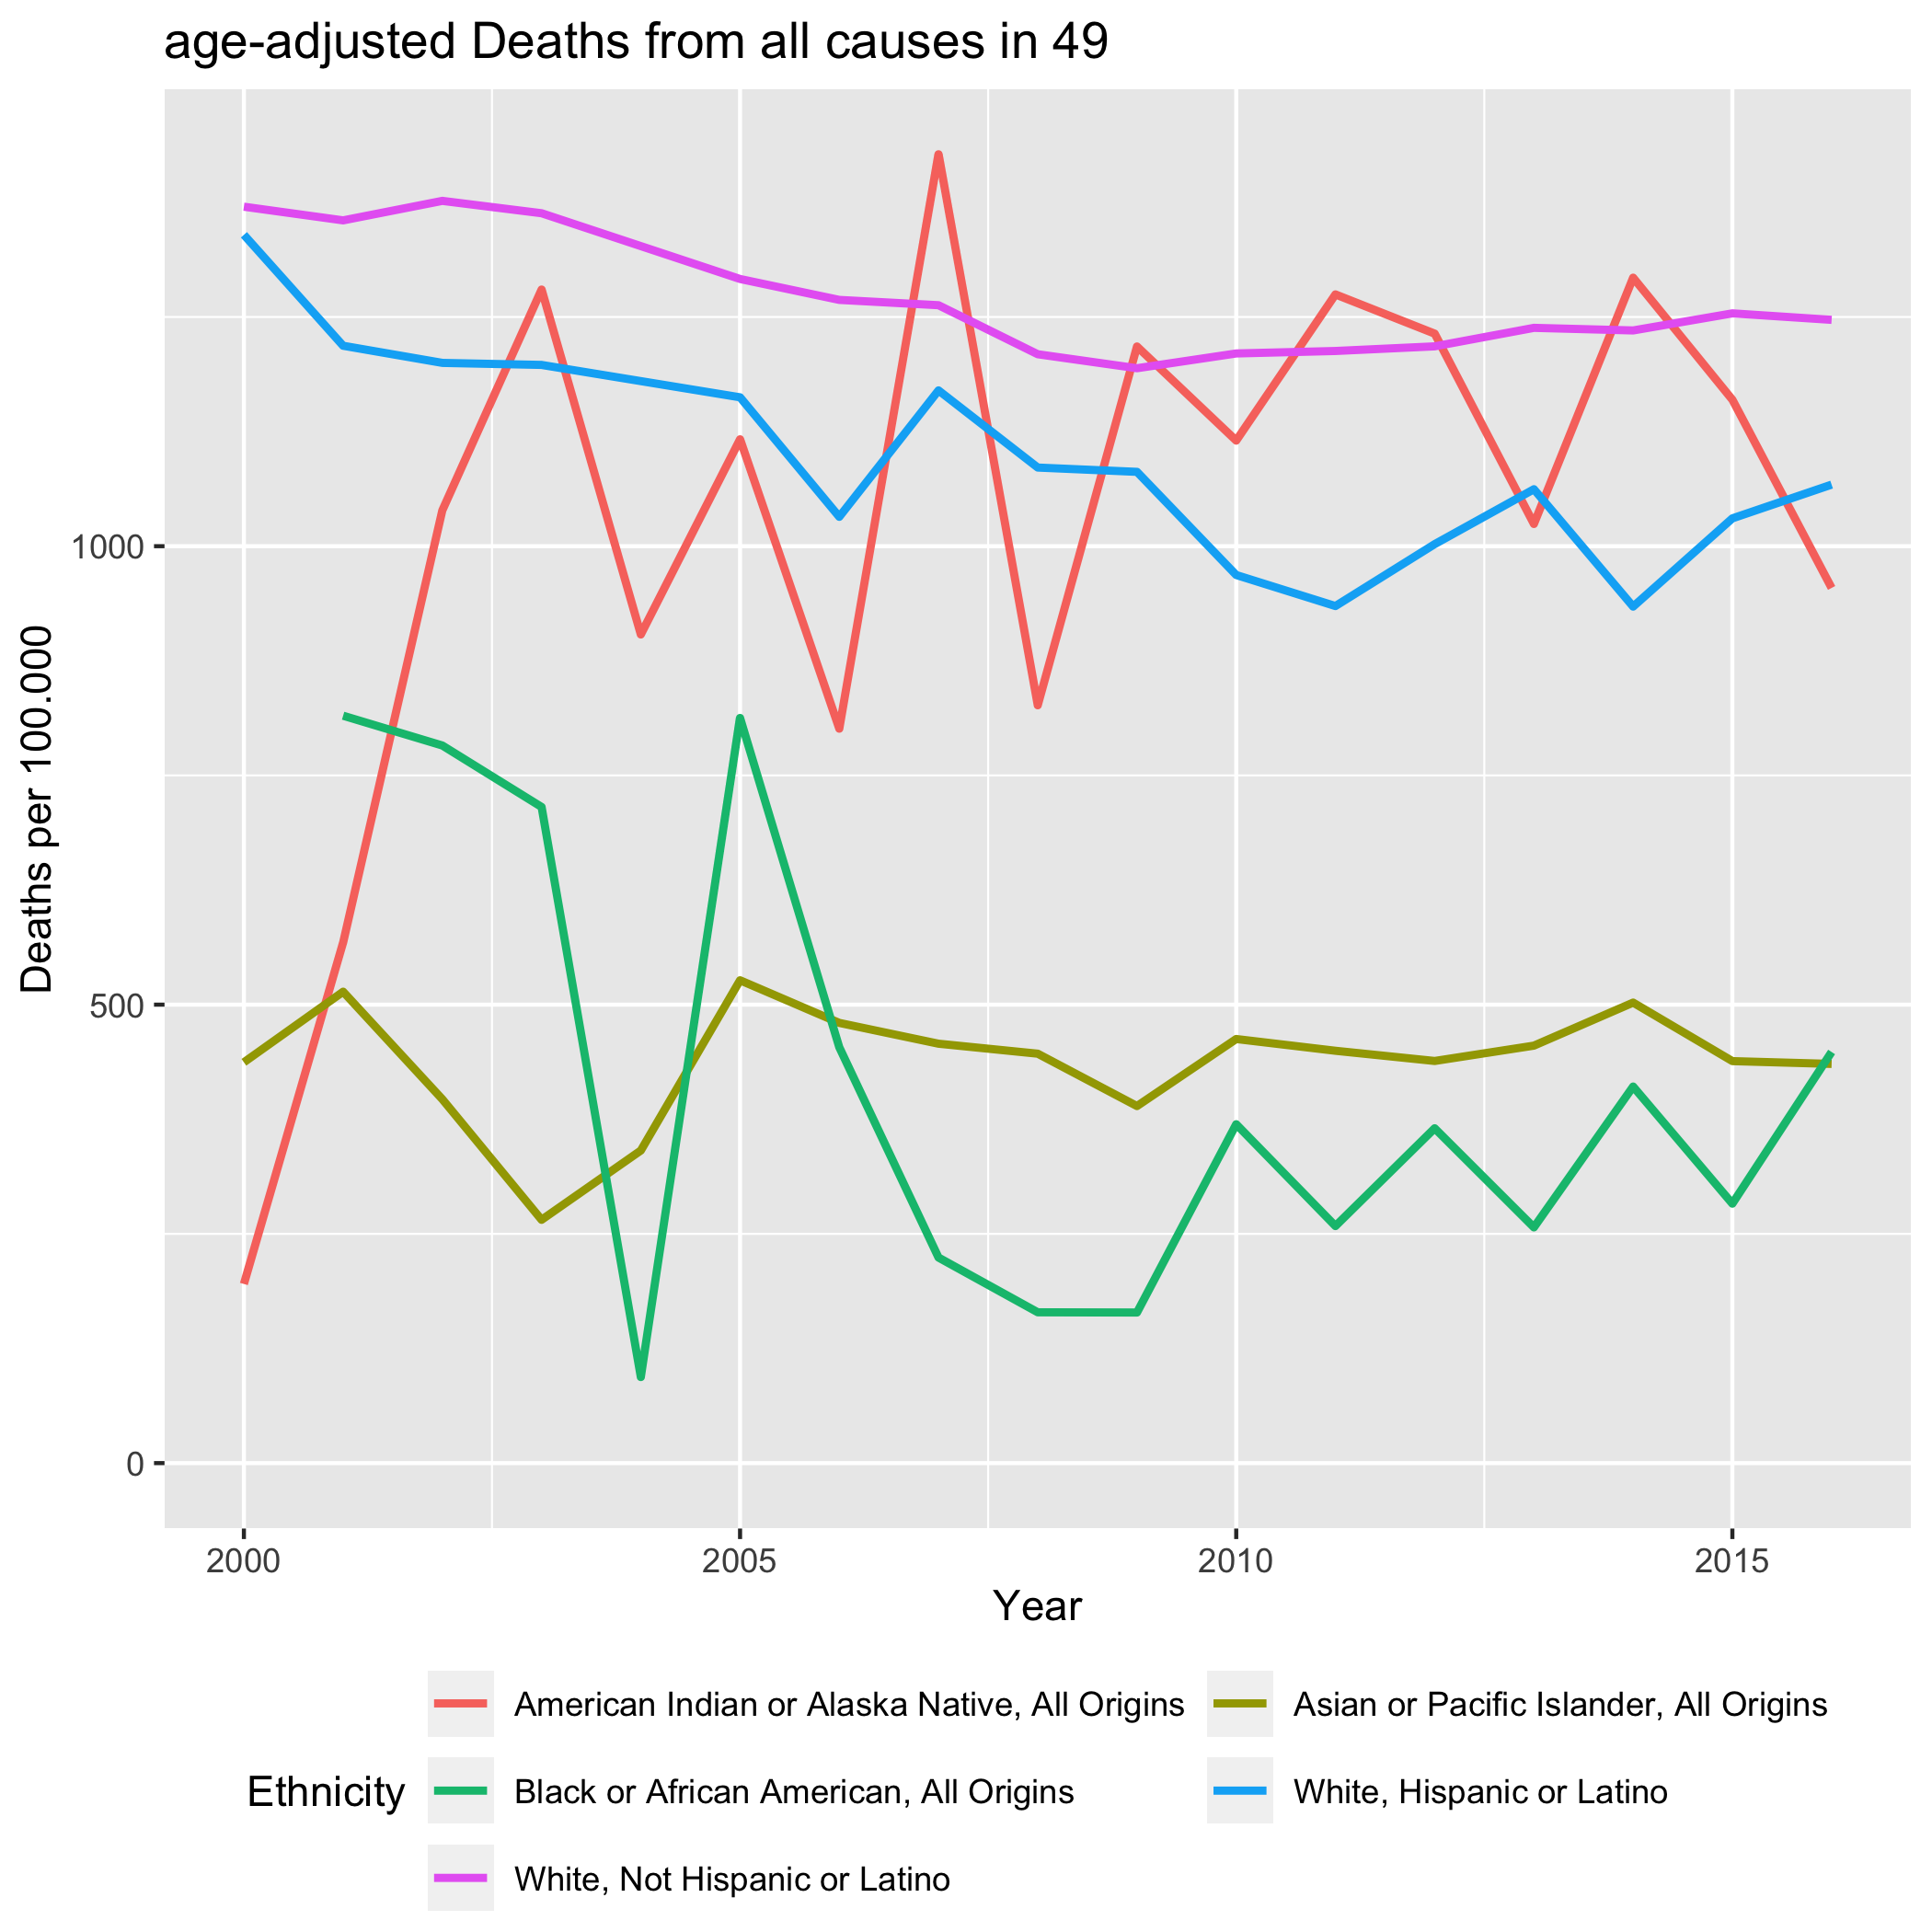 age-adjusted Deaths from all causes in 49
Deaths per 100.000
1000
500
0
2000 2005 2010 2015
Year
Ethnicity
American Indian or Alaska Native, All Origins
Asian or Pacific Islander, All Origins
Black or African American, All Origins
White, Hispanic or Latino
White, Not Hispanic or Latino